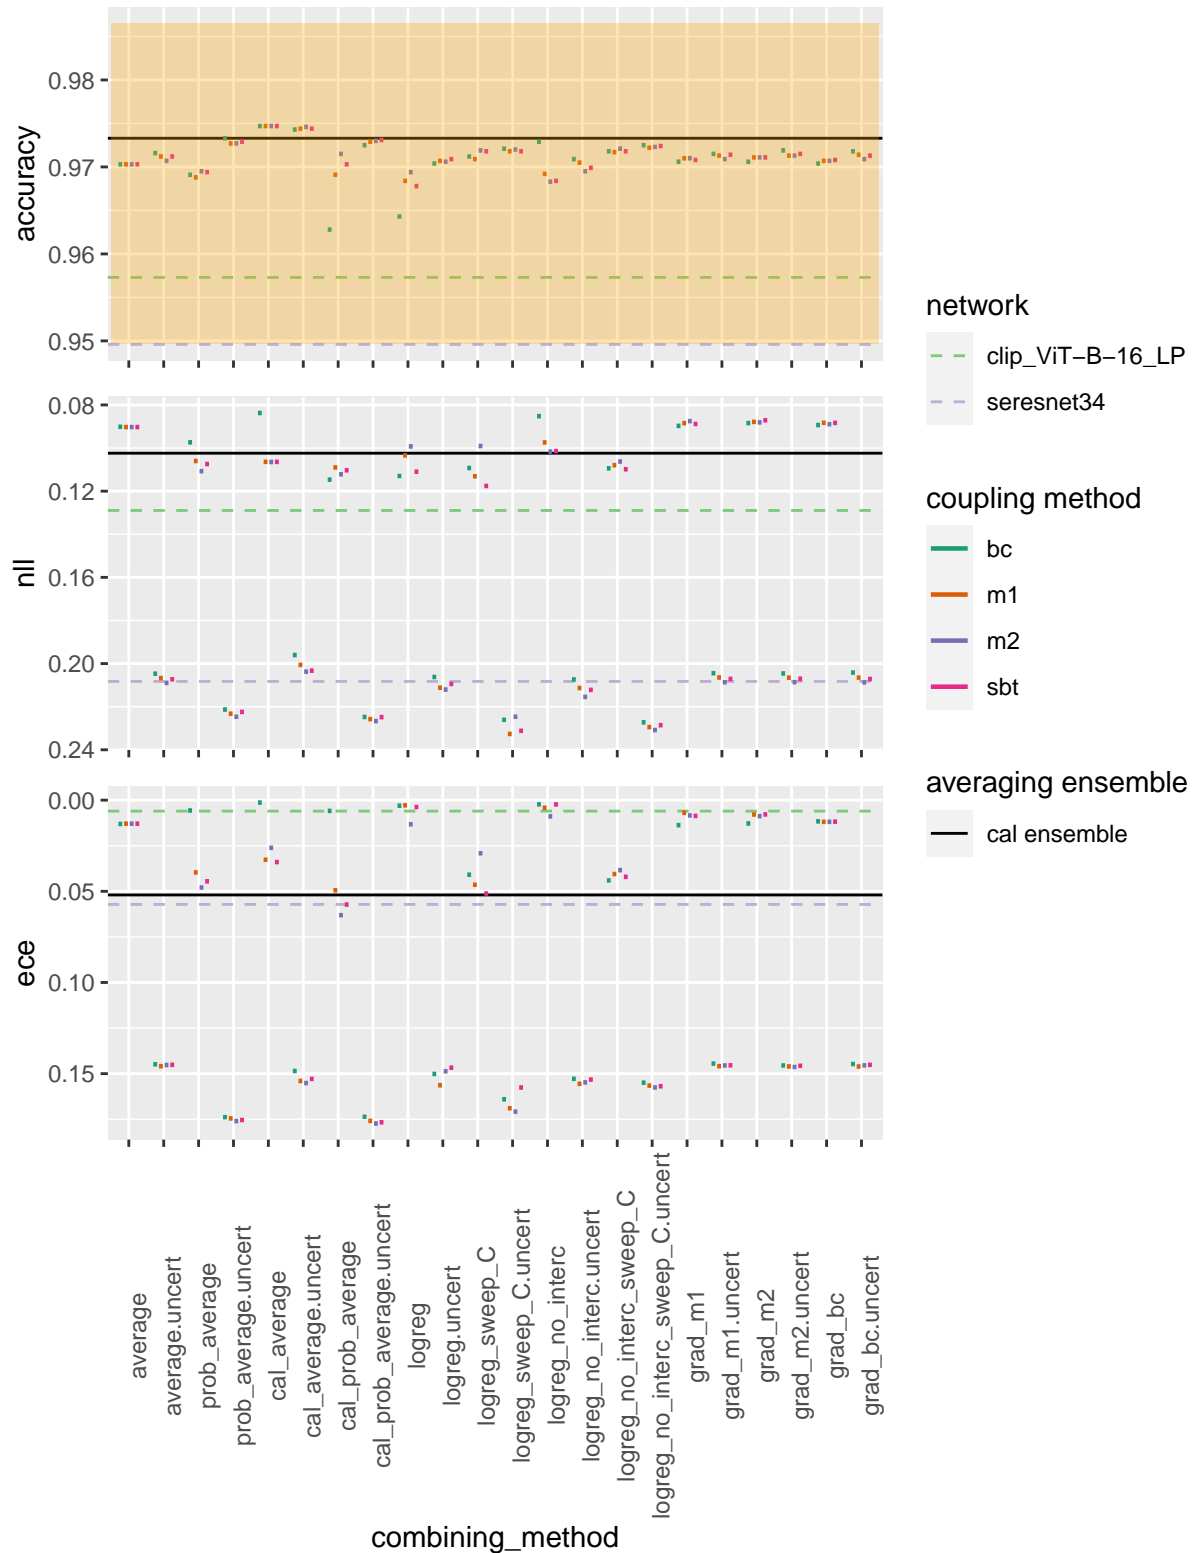 accuracy
0.98
0.97
0.96
0.95
nll
0.08
0.12
0.16
0.20
0.24
ece
0.00
0.05
0.10
0.15
average
average.uncert
prob_average
prob_average.uncert
cal_average
cal_average.uncert
cal_prob_average
cal_prob_average.uncert
logreg
logreg.uncert
logreg_sweep_C
logreg_sweep_C.uncert
logreg_no_interc
logreg_no_interc.uncert
logreg_no_interc_sweep_C
logreg_no_interc_sweep_C.uncert
grad_m1
grad_m1.uncert
grad_m2
grad_m2.uncert
grad_bc
grad_bc.uncert
combining_method
network
clip_ViT−B−16_LP
seresnet34
coupling method
bc
m1
m2
sbt
averaging ensemble
cal ensemble